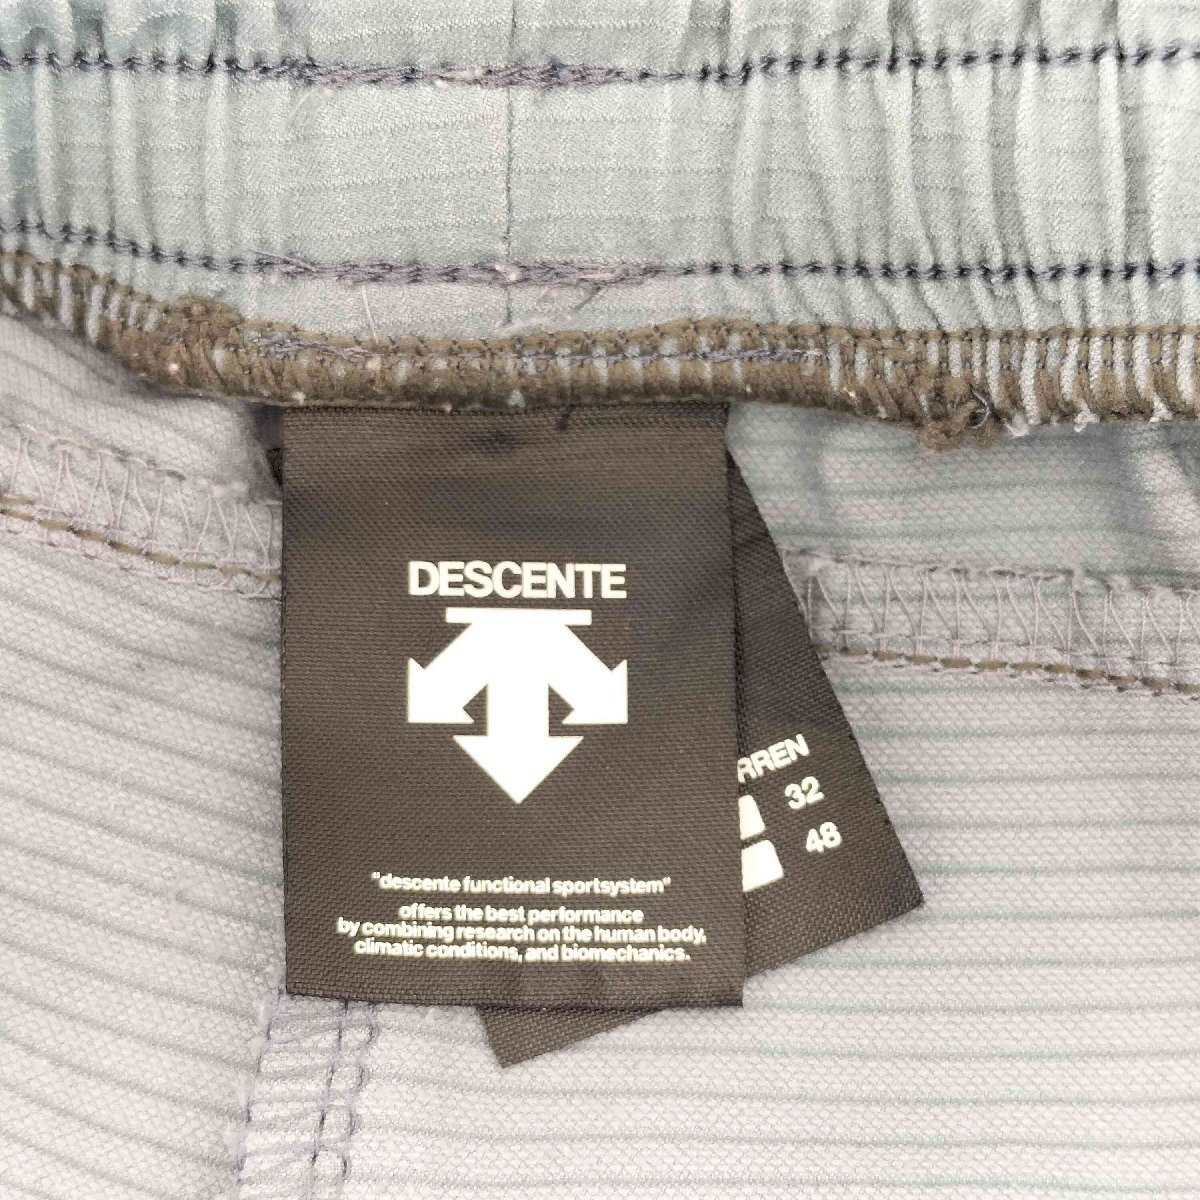 DESCENTE
"descente functional sportsystem"
offers the best performance
by combining research on the human body,
climatic conditions, and biomechanics.
RREN
32
48